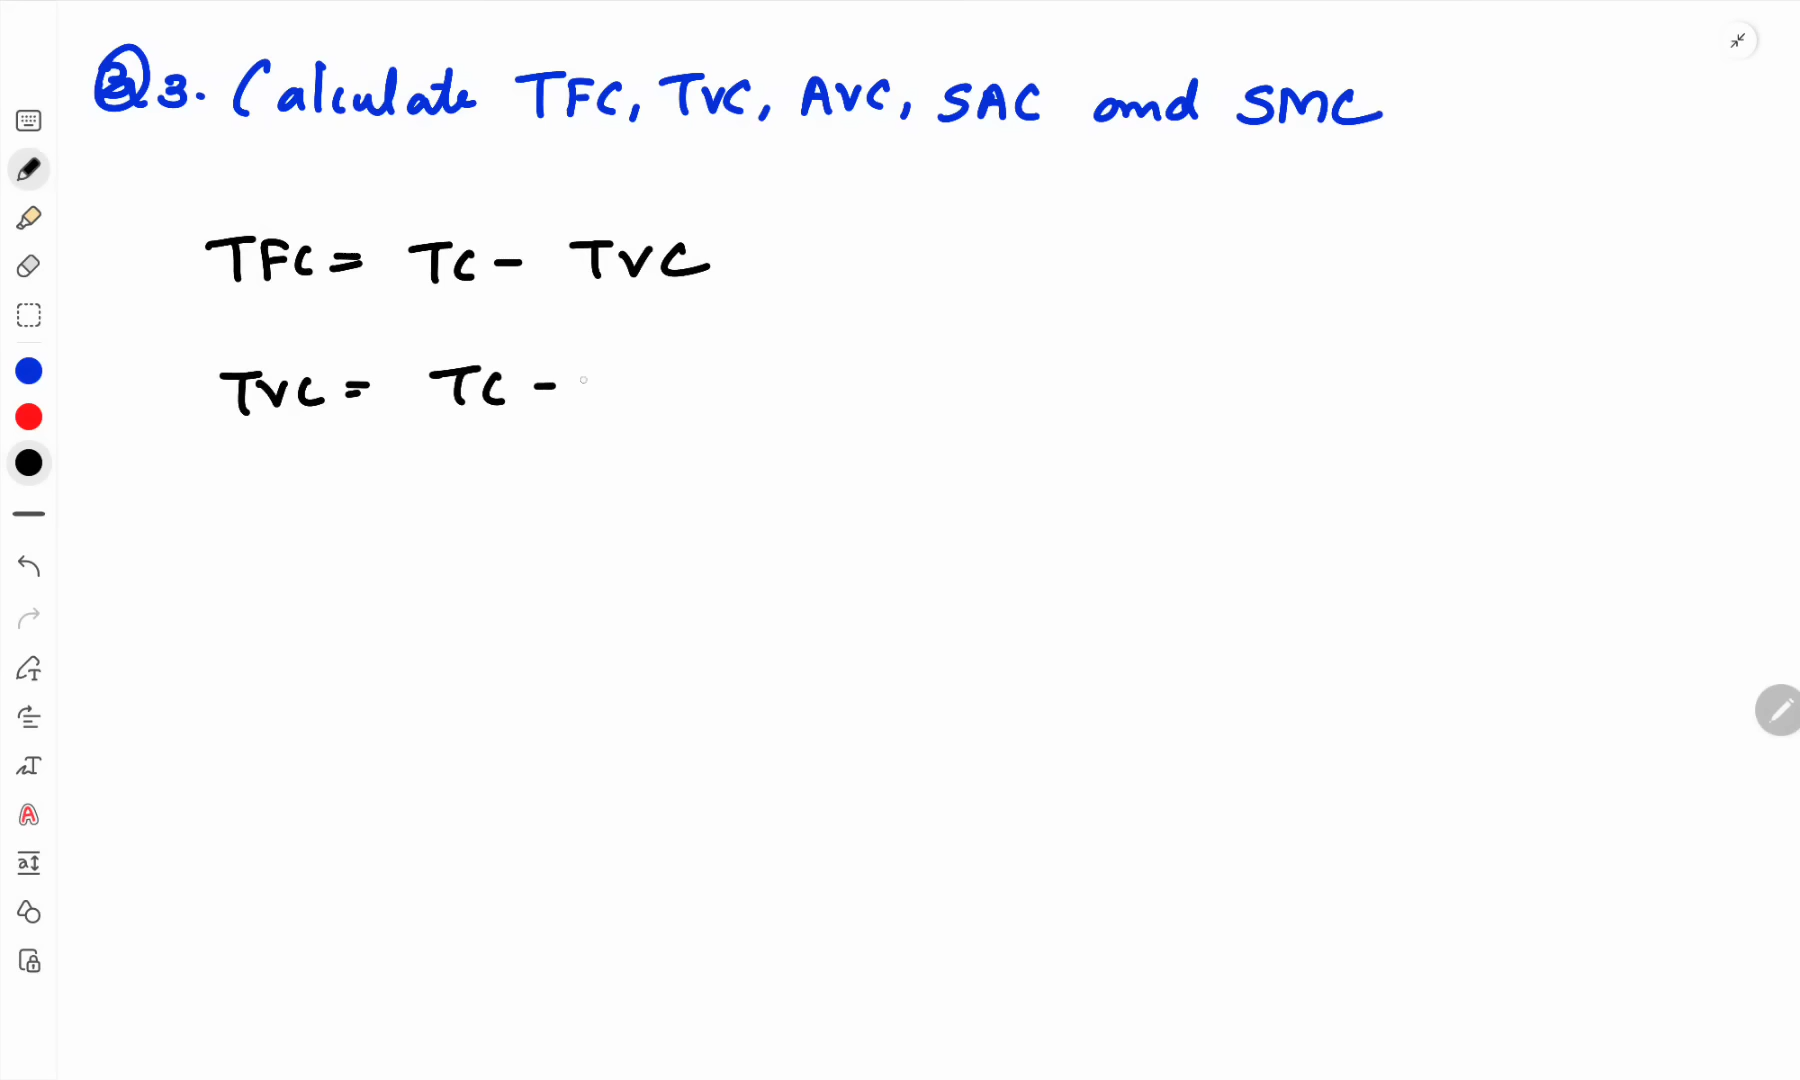 Q3. Calculate TFC, TVC, AVC, SAC and SMC
TFC = TC - TVC
TVC = TC -